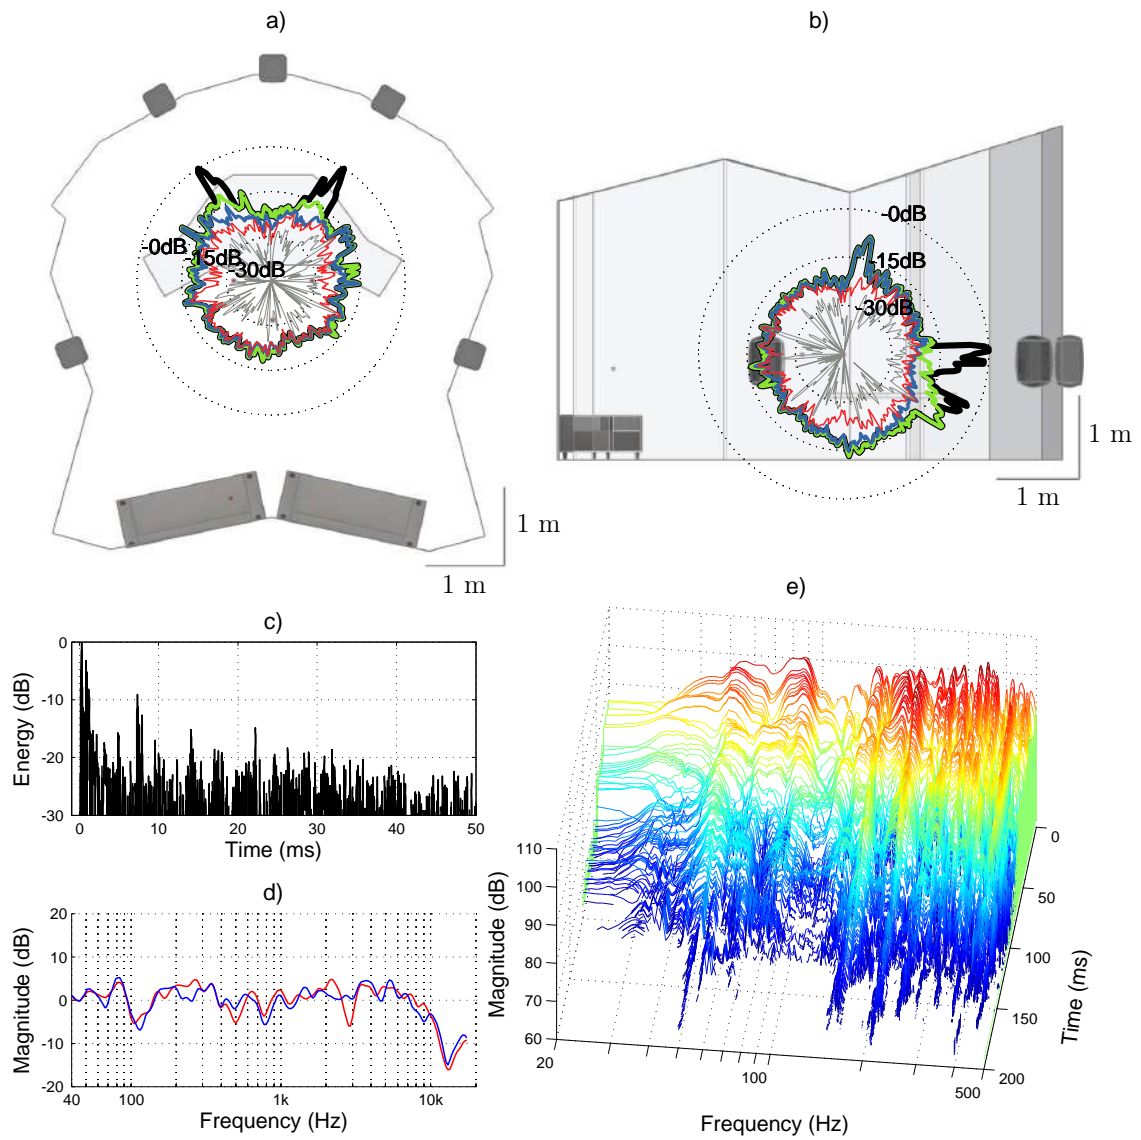 a)
b)
-0dB
-15dB
-30dB
1 m
1 m
-0dB
-15dB
-30dB
1 m
1 m
c)
0
-10
-20
-30
Energy (dB)
0 10 20 30 40 50
Time (ms)
d)
20
10
0
-10
-20
Magnitude (dB)
40 100 1k 10k
Frequency (Hz)
e)
110
100
90
80
70
60
Magnitude (dB)
20 100 500
Frequency (Hz)
0
50
100
150
200
Time (ms)